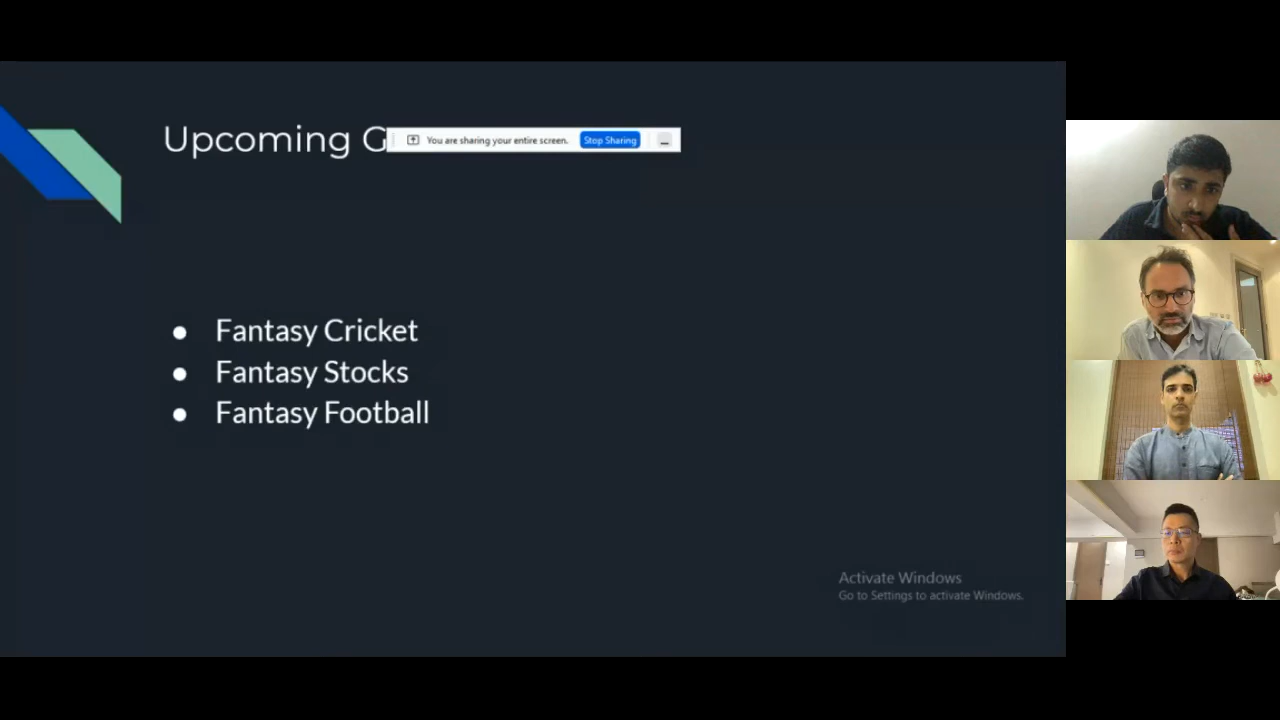 Upcoming G
You are sharing your entire screen. Stop Sharing
Fantasy Cricket
Fantasy Stocks
Fantasy Football
Activate Windows
Go to Settings to activate Windows.